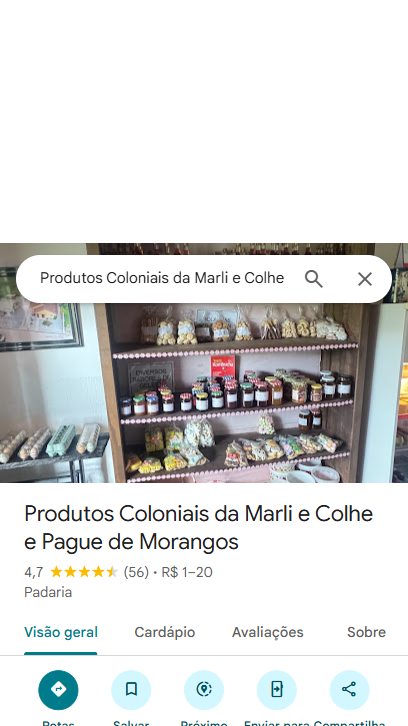 Produtos Coloniais da Marli e Colhe
DIVERSOS
Produtos Coloniais da Marli e Colhe
e Pague de Morangos
4,7 (56) • R$ 1–20
Padaria
Visão geral Cardápio Avaliações Sobre
Rotas Salvar Próximo Enviar para Compartilha